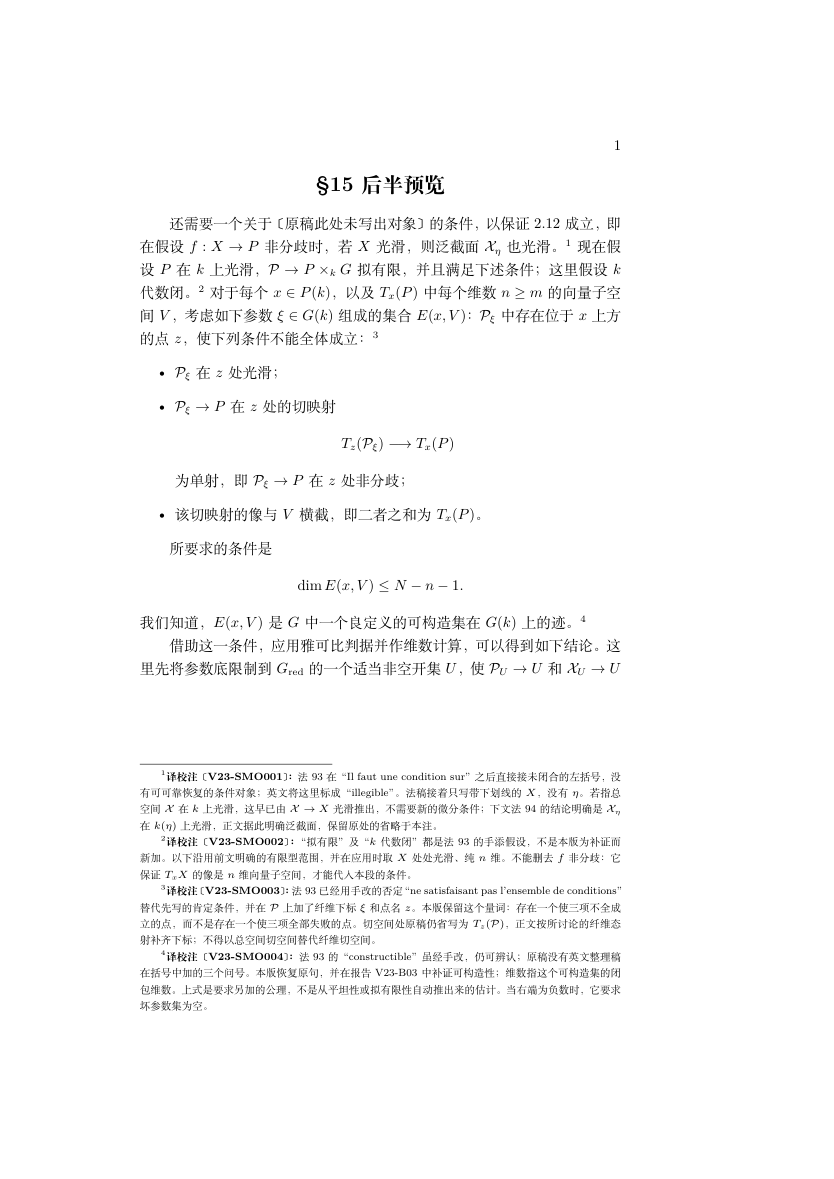 1
§15 后半预览
还需要一个关于〔原稿此处未写出对象〕的条件，以保证 2.12 成立，即
在假设 f : X → P 非分歧时，若 X 光滑，则泛截面 𝒳_η 也光滑。¹ 现在假
设 P 在 k 上光滑，𝒫 → P ×_k G 拟有限，并且满足下述条件；这里假设 k
代数闭。² 对于每个 x ∈ P(k)，以及 T_x(P) 中每个维数 n ≥ m 的向量子空
间 V，考虑如下参数 ξ ∈ G(k) 组成的集合 E(x, V)：𝒫_ξ 中存在位于 x 上方
的点 z，使下列条件不能全体成立：³
• 𝒫_ξ 在 z 处光滑；
• 𝒫_ξ → P 在 z 处的切映射
T_z(𝒫_ξ) ⟶ T_x(P)
为单射，即 𝒫_ξ → P 在 z 处非分歧；
• 该切映射的像与 V 横截，即二者之和为 T_x(P)。
所要求的条件是
dim E(x, V) ≤ N − n − 1.
我们知道，E(x, V) 是 G 中一个良定义的可构造集在 G(k) 上的迹。⁴
借助这一条件，应用雅可比判据并作维数计算，可以得到如下结论。这
里先将参数底限制到 G_red 的一个适当非空开集 U，使 𝒫_U → U 和 𝒳_U → U
¹译校注〔V23-SMO001〕：法 93 在 “Il faut une condition sur” 之后直接接未闭合的左括号，没
有可可靠恢复的条件对象；英文将这里标成 “illegible”。法稿接着只写带下划线的 X，没有 η。若指总
空间 𝒳 在 k 上光滑，这早已由 𝒳 → X 光滑推出，不需要新的微分条件；下文法 94 的结论明确是 𝒳_η
在 k(η) 上光滑，正文据此明确泛截面，保留原处的省略于本注。
²译校注〔V23-SMO002〕：“拟有限” 及 “k 代数闭” 都是法 93 的手添假设，不是本版为补证而
新加。以下沿用前文明确的有限型范围，并在应用时取 X 处处光滑、纯 n 维。不能删去 f 非分歧：它
保证 T_xX 的像是 n 维向量子空间，才能代入本段的条件。
³译校注〔V23-SMO003〕：法 93 已经用手改的否定 “ne satisfaisant pas l’ensemble de conditions”
替代先写的肯定条件，并在 𝒫 上加了纤维下标 ξ 和点名 z。本版保留这个量词：存在一个使三项不全成
立的点，而不是存在一个使三项全部失败的点。切空间处原稿仍省写为 T_z(𝒫)，正文按所讨论的纤维态
射补齐下标；不得以总空间切空间替代纤维切空间。
⁴译校注〔V23-SMO004〕：法 93 的 “constructible” 虽经手改，仍可辨认；原稿没有英文整理稿
在括号中加的三个问号。本版恢复原句，并在报告 V23-B03 中补证可构造性；维数指这个可构造集的闭
包维数。上式是要求另加的公理，不是从平坦性或拟有限性自动推出来的估计。当右端为负数时，它要求
坏参数集为空。